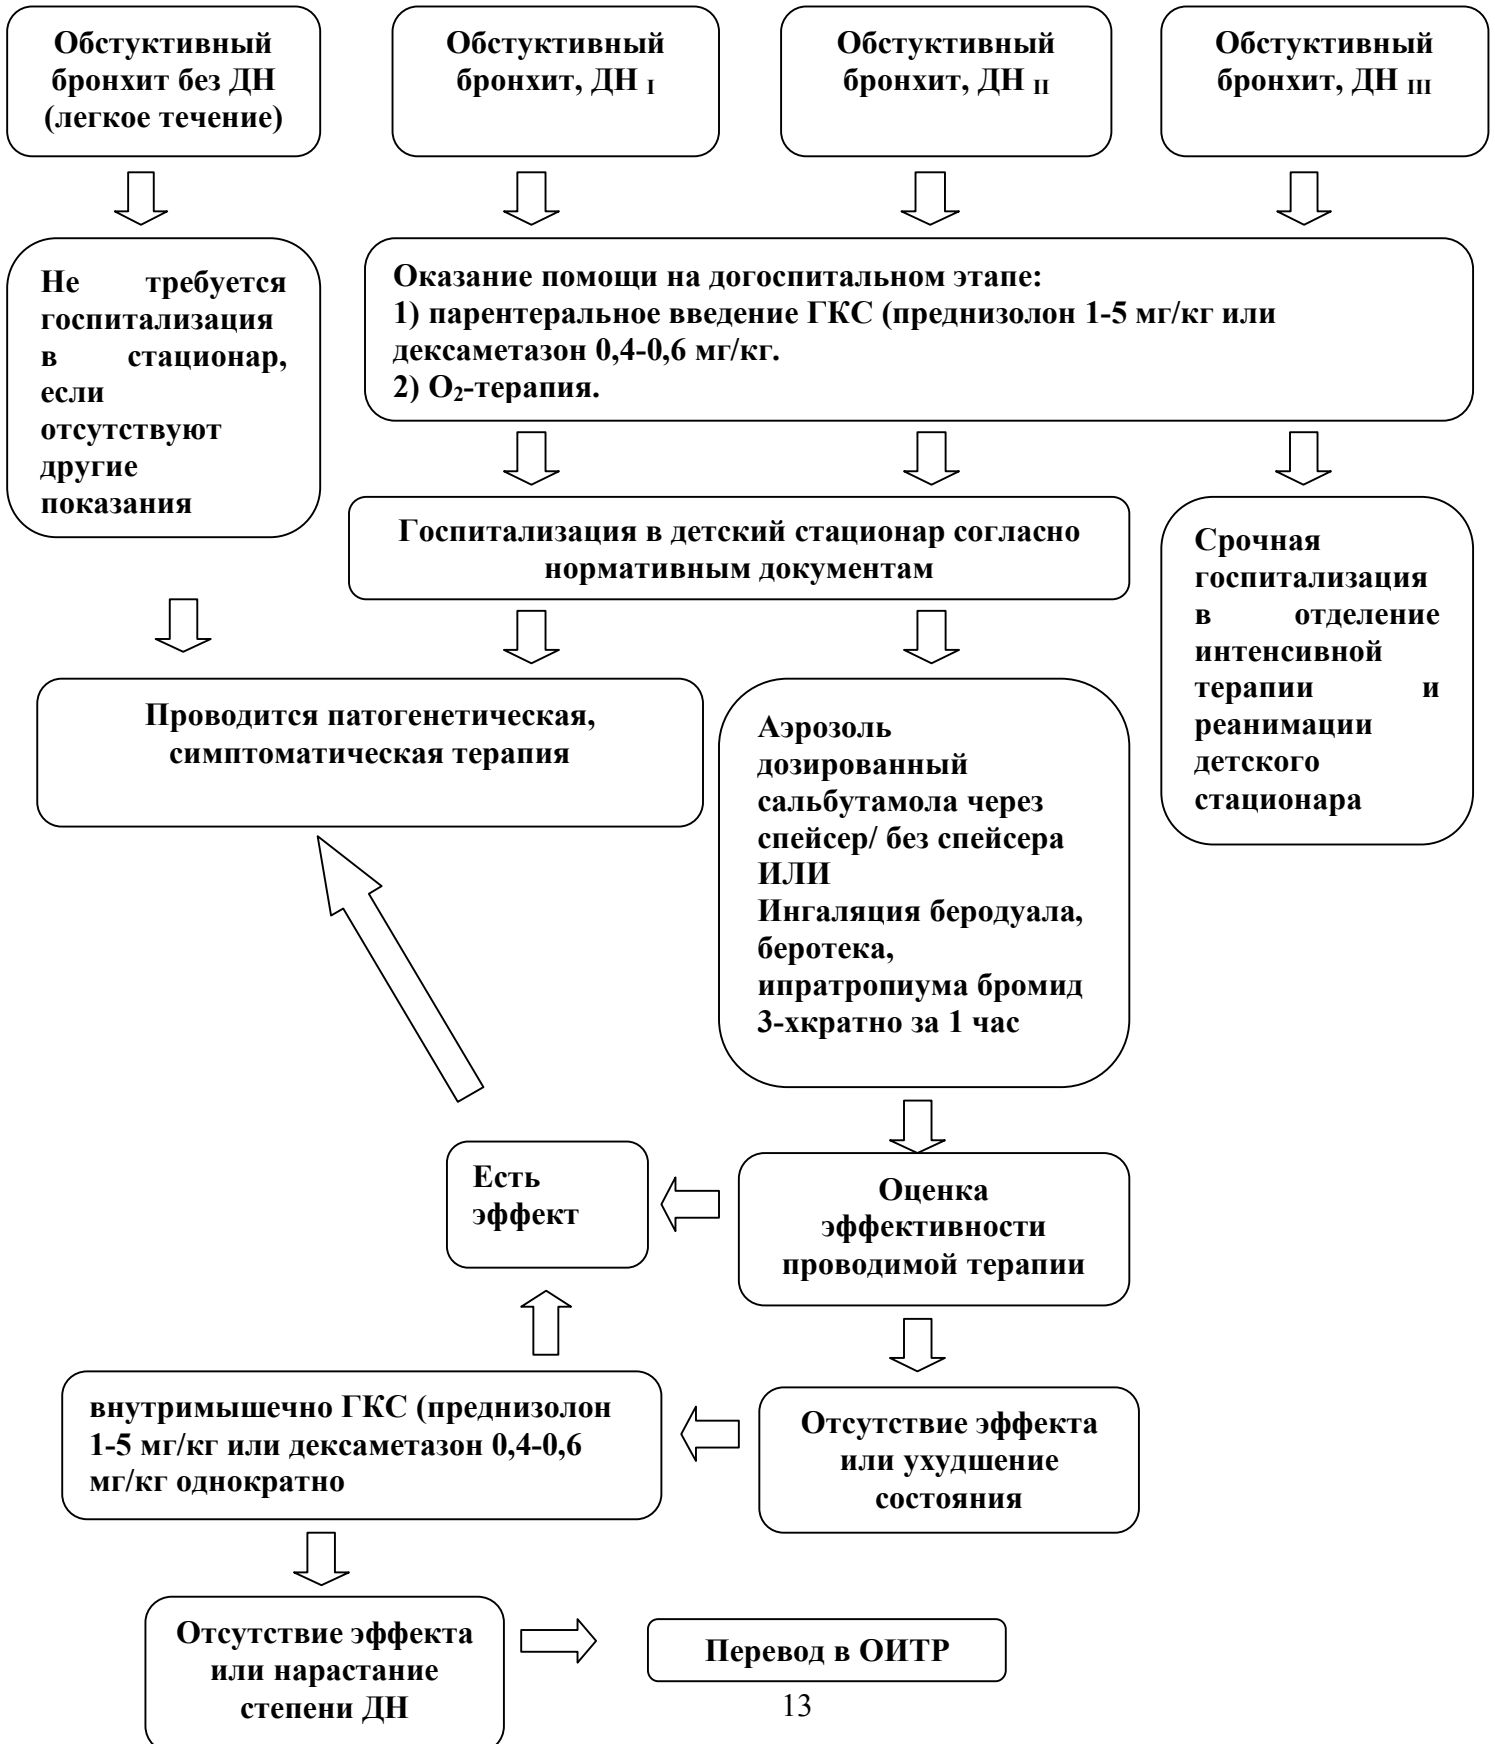 Обстуктивный
бронхит без ДН
(легкое течение)
Обстуктивный
бронхит, ДН I
Обстуктивный
бронхит, ДН II
Обстуктивный
бронхит, ДН III
Не требуется
госпитализация
в стационар,
если
отсутствуют
другие
показания
Оказание помощи на догоспитальном этапе:
1) парентеральное введение ГКС (преднизолон 1-5 мг/кг или
дексаметазон 0,4-0,6 мг/кг.
2) О₂-терапия.
Госпитализация в детский стационар согласно
нормативным документам
Срочная
госпитализация
в отделение
интенсивной
терапии и
реанимации
детского
стационара
Проводится патогенетическая,
симптоматическая терапия
Аэрозоль
дозированный
сальбутамола через
спейсер/ без спейсера
ИЛИ
Ингаляция беродуала,
беротека,
ипратропиума бромид
3-хкратно за 1 час
Есть
эффект
Оценка
эффективности
проводимой терапии
внутримышечно ГКС (преднизолон
1-5 мг/кг или дексаметазон 0,4-0,6
мг/кг однократно
Отсутствие эффекта
или ухудшение
состояния
Отсутствие эффекта
или нарастание
степени ДН
Перевод в ОИТР
13